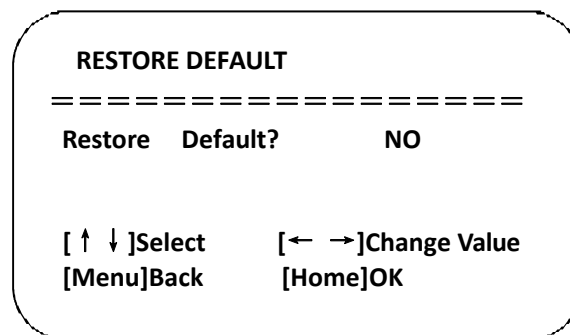 RESTORE DEFAULT
=================
Restore Default? NO
[↑ ↓]Select [← →]Change Value
[Menu]Back [Home]OK